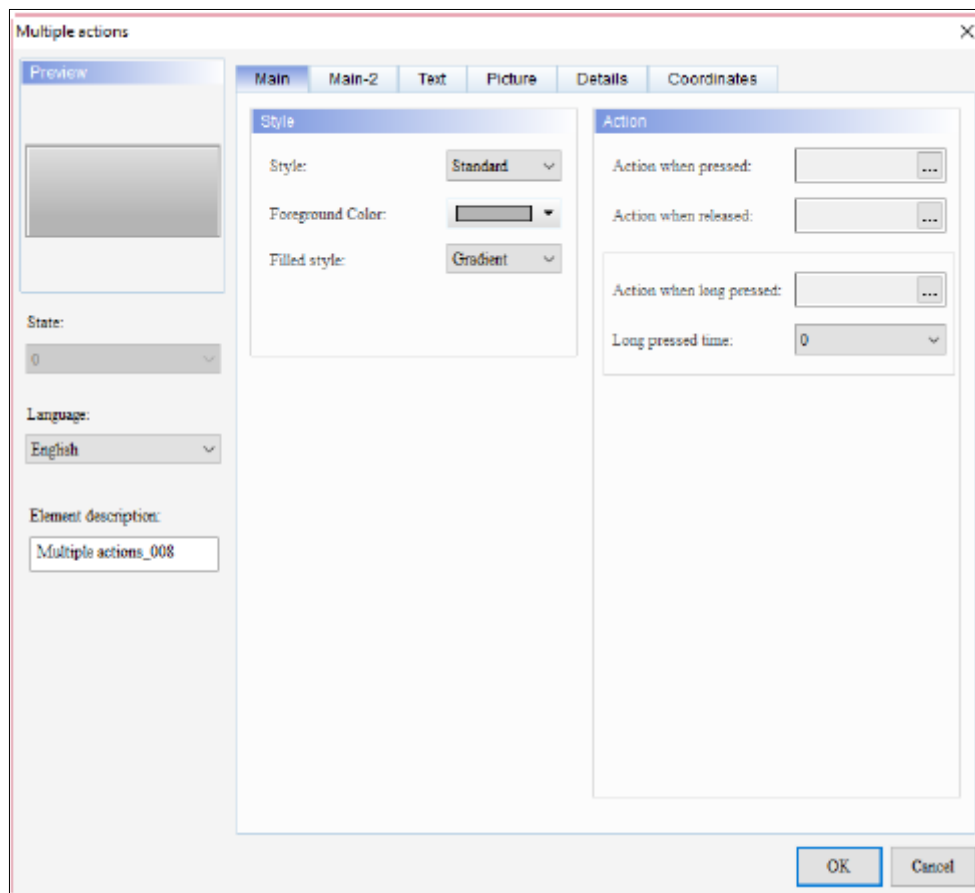 Multiple actions
Preview
State:
0
Language:
English
Element description:
Multiple actions_008
Main Main-2 Text Picture Details Coordinates
Style
Style: Standard
Foreground Color:
Filled style: Gradient
Action
Action when pressed: ...
Action when released: ...
Action when long pressed: ...
Long pressed time: 0
OK Cancel